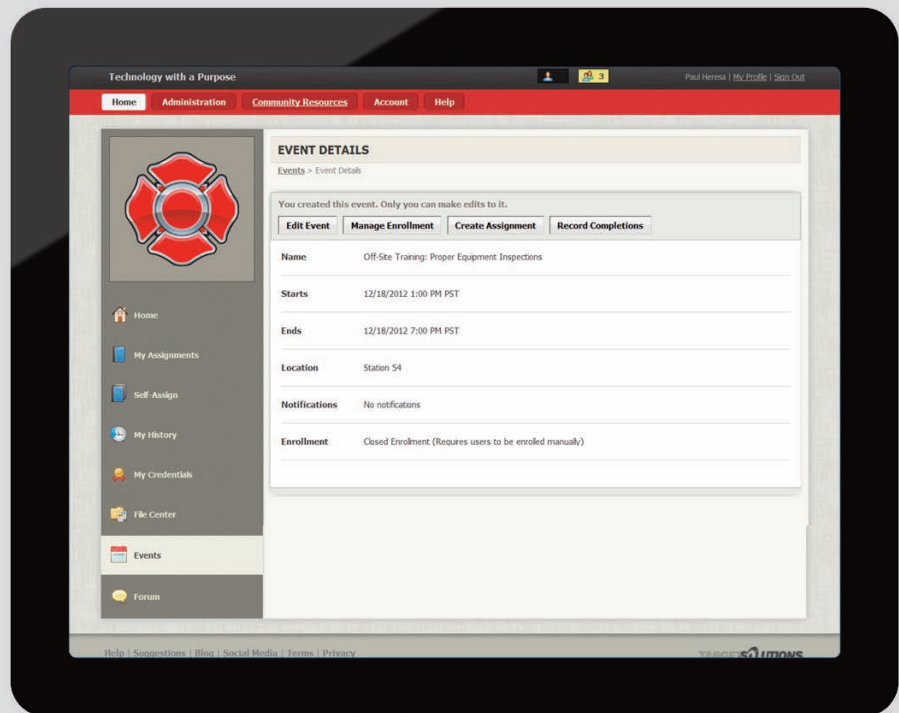 Technology with a Purpose
3
Paul Heresa | My Profile | Sign Out
Home Administration Community Resources Account Help
EVENT DETAILS
Events > Event Details
You created this event. Only you can make edits to it.
Edit Event Manage Enrollment Create Assignment Record Completions
Name Off-Site Training: Proper Equipment Inspections
Starts 12/18/2012 1:00 PM PST
Ends 12/18/2012 7:00 PM PST
Location Station 54
Notifications No notifications
Enrollment Closed Enrollment (Requires users to be enrolled manually)
Home
My Assignments
Self-Assign
My History
My Credentials
File Center
Events
Forum
Help | Suggestions | Blog | Social Media | Terms | Privacy
TARGETSOLUTIONS